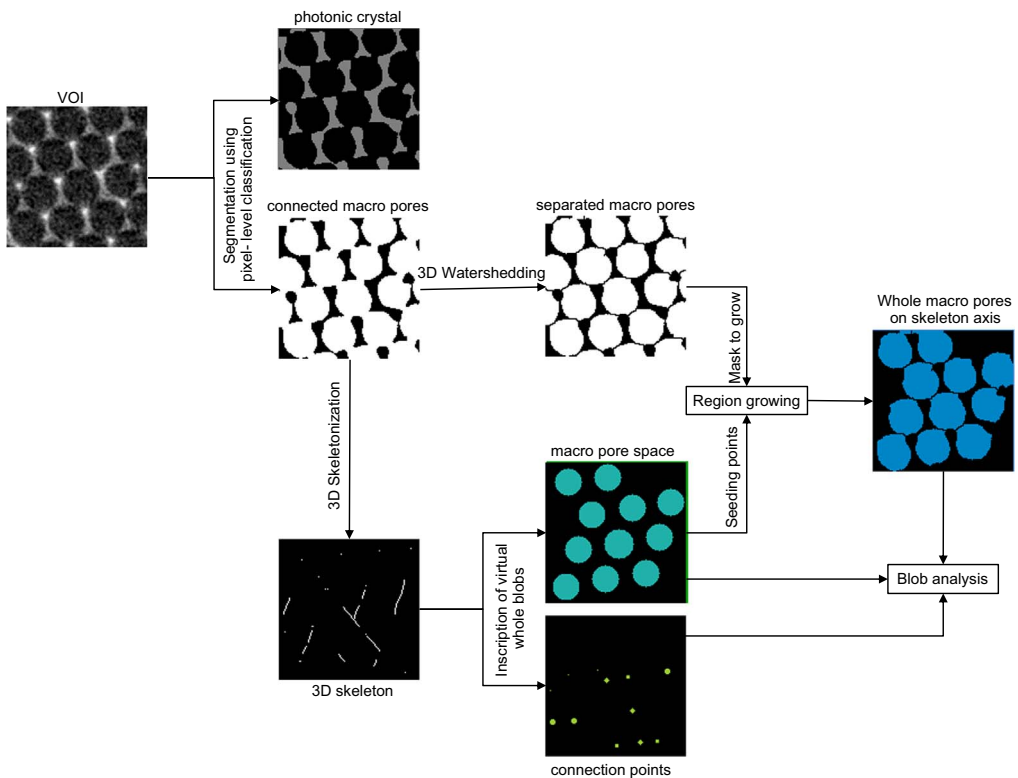 photonic crystal
VOI
Segmentation using
pixel- level classification
connected macro pores
separated macro pores
3D Watershedding
Mask to grow
Whole macro pores
on skeleton axis
Region growing
3D Skeletonization
macro pore space
Seeding points
Inscription of virtual
whole blobs
Blob analysis
3D skeleton
connection points